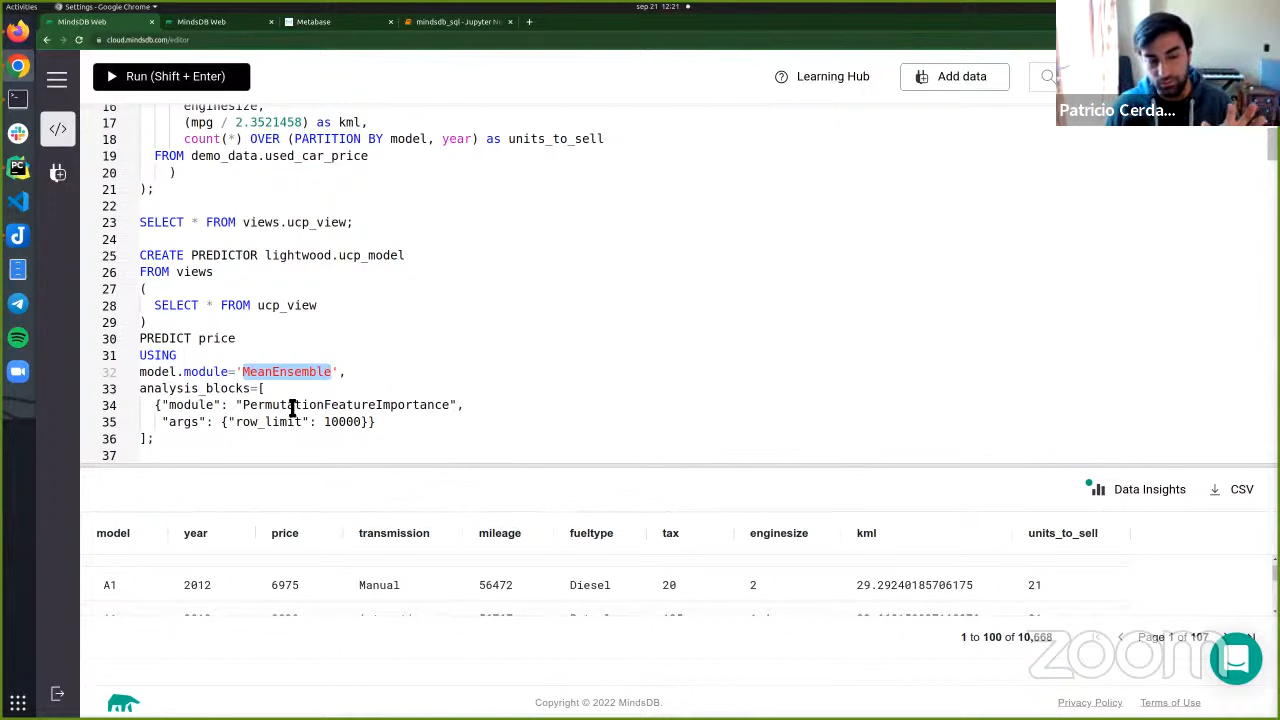 Activities
Settings - Google Chrome
sep 21 12:21
MindsDB Web
MindsDB Web
Metabase
mindsdb_sql - Jupyter N
cloud.mindsdb.com/editor
Run (Shift + Enter)
Learning Hub
Add data
Patricio Cerda...
16 enginesize,
17 (mpg / 2.3521458) as kml,
18 count(*) OVER (PARTITION BY model, year) as units_to_sell
19 FROM demo_data.used_car_price
20 )
21 );
22
23 SELECT * FROM views.ucp_view;
24
25 CREATE PREDICTOR lightwood.ucp_model
26 FROM views
27 (
28 SELECT * FROM ucp_view
29 )
30 PREDICT price
31 USING
32 model.module='MeanEnsemble',
33 analysis_blocks=[
34 {"module": "PermutationFeatureImportance",
35 "args": {"row_limit": 10000}}
36 ];
37
Data Insights
CSV
model year price transmission mileage fueltype tax enginesize kml units_to_sell
A1 2012 6975 Manual 56472 Diesel 20 2 29.29240185706175 21
1 to 100 of 10,668
Page 1 of 107
zoom
Copyright © 2022 MindsDB.
Privacy Policy
Terms of Use